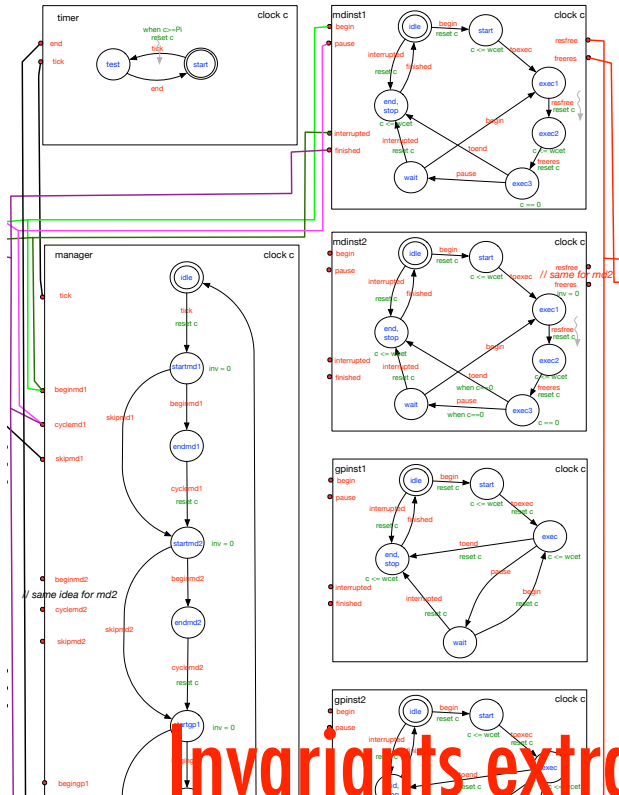 timer
clock c
end
tick
when c>=Pi
reset c
tick
test
start
end
mdinst1
clock c
begin
pause
interrupted
finished
resfree
freeres
idle
begin
reset c
start
c <= wcet
toexec
interrupted
reset c
finished
exec1
resfree
reset c
end,
stop
c <= wcet
exec2
c <= wcet
begin
interrupted
reset c
toend
freeres
reset c
wait
pause
exec3
c == 0
manager
clock c
tick
beginmd1
cyclemd1
skipmd1
beginmd2
// same idea for md2
cyclemd2
skipmd2
begingp1
idle
tick
reset c
startmd1
inv = 0
beginmd1
skipmd1
endmd1
cyclemd1
reset c
startmd2
inv = 0
beginmd2
endmd2
skipmd2
cyclemd2
reset c
startgp1
inv = 0
mdinst2
clock c
begin
pause
interrupted
finished
resfree
// same for md2
freeres
inv = 0
idle
begin
reset c
start
c <= wcet
toexec
interrupted
reset c
finished
exec1
resfree
reset c
end,
stop
c <= wcet
exec2
c <= wcet
begin
interrupted
reset c
toend
when c==0
freeres
reset c
wait
pause
when c==0
exec3
c == 0
gpinst1
clock c
begin
pause
interrupted
finished
idle
begin
reset c
start
c <= wcet
toexec
interrupted
reset c
finished
exec
c <= wcet
end,
stop
c <= wcet
toend
reset c
pause
begin
reset c
interrupted
reset c
wait
gpinst2
clock c
begin
pause
idle
begin
reset c
start
c <= wcet
toexec
interrupted
exec
toend
Invariants extra